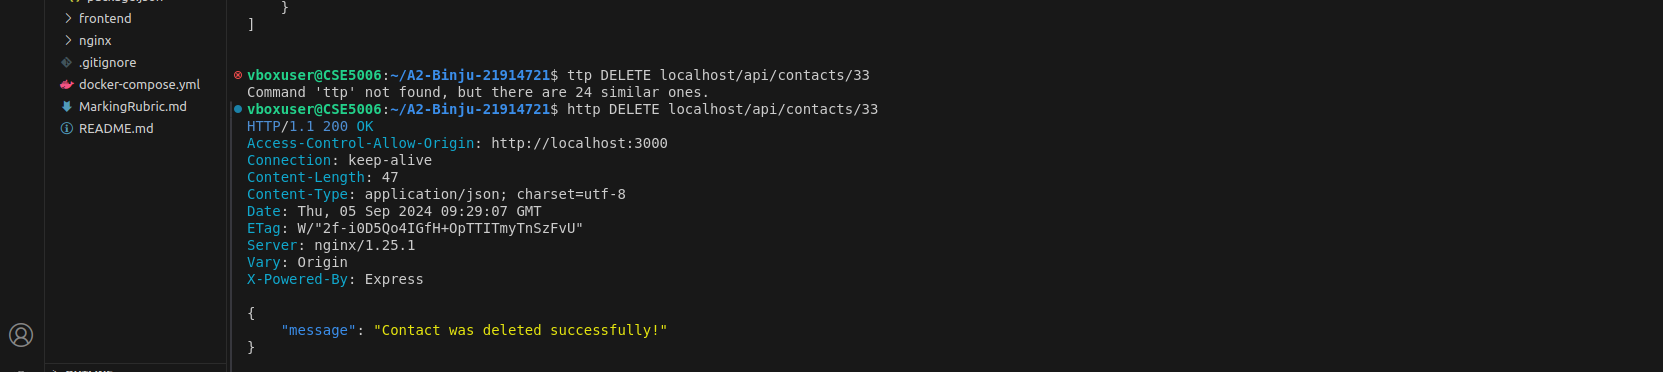 frontend
nginx
.gitignore
docker-compose.yml
MarkingRubric.md
README.md
}
]
vboxuser@CSE5006:~/A2-Binju-21914721$ ttp DELETE localhost/api/contacts/33
Command 'ttp' not found, but there are 24 similar ones.
vboxuser@CSE5006:~/A2-Binju-21914721$ http DELETE localhost/api/contacts/33
HTTP/1.1 200 OK
Access-Control-Allow-Origin: http://localhost:3000
Connection: keep-alive
Content-Length: 47
Content-Type: application/json; charset=utf-8
Date: Thu, 05 Sep 2024 09:29:07 GMT
ETag: W/"2f-i0D5Qo4IGfH+OpTTITmyTnSzFvU"
Server: nginx/1.25.1
Vary: Origin
X-Powered-By: Express
{
"message": "Contact was deleted successfully!"
}